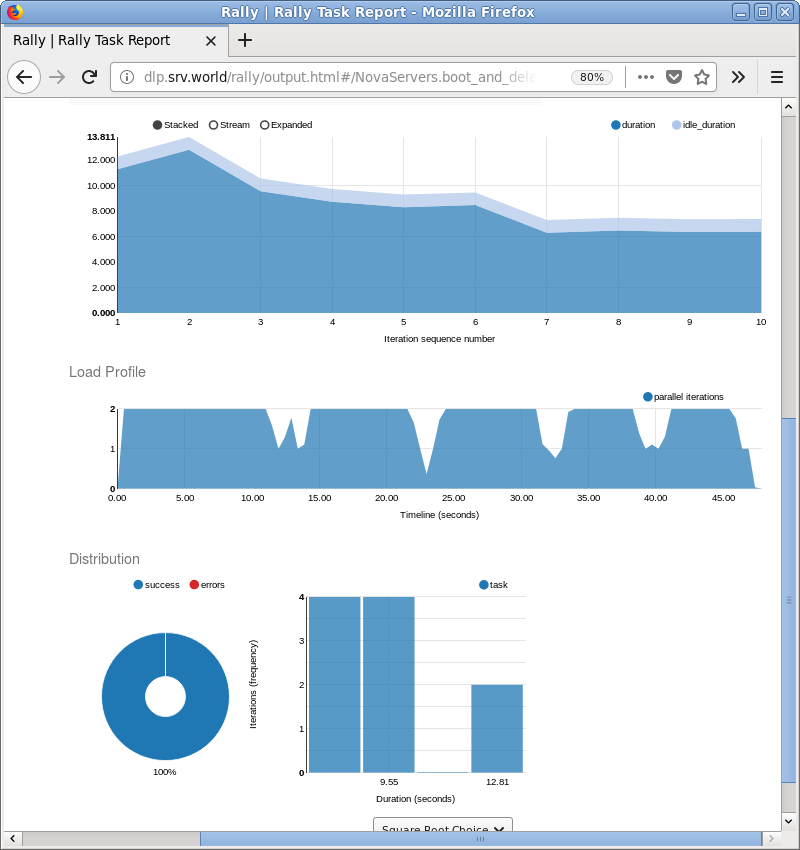 Rally | Rally Task Report - Mozilla Firefox
Rally | Rally Task Report
dlp.srv.world/rally/output.html#/NovaServers.boot_and_dele
80%
Stacked Stream Expanded duration idle_duration
13.811
12.000
10.000
8.000
6.000
4.000
2.000
0.000
1 2 3 4 5 6 7 8 9 10
Iteration sequence number
Load Profile
parallel iterations
2
1
0
0.00 5.00 10.00 15.00 20.00 25.00 30.00 35.00 40.00 45.00
Timeline (seconds)
Distribution
success errors
100%
task
Iterations (frequency)
4
3
2
1
0
9.55 12.81
Duration (seconds)
Square Root Choice